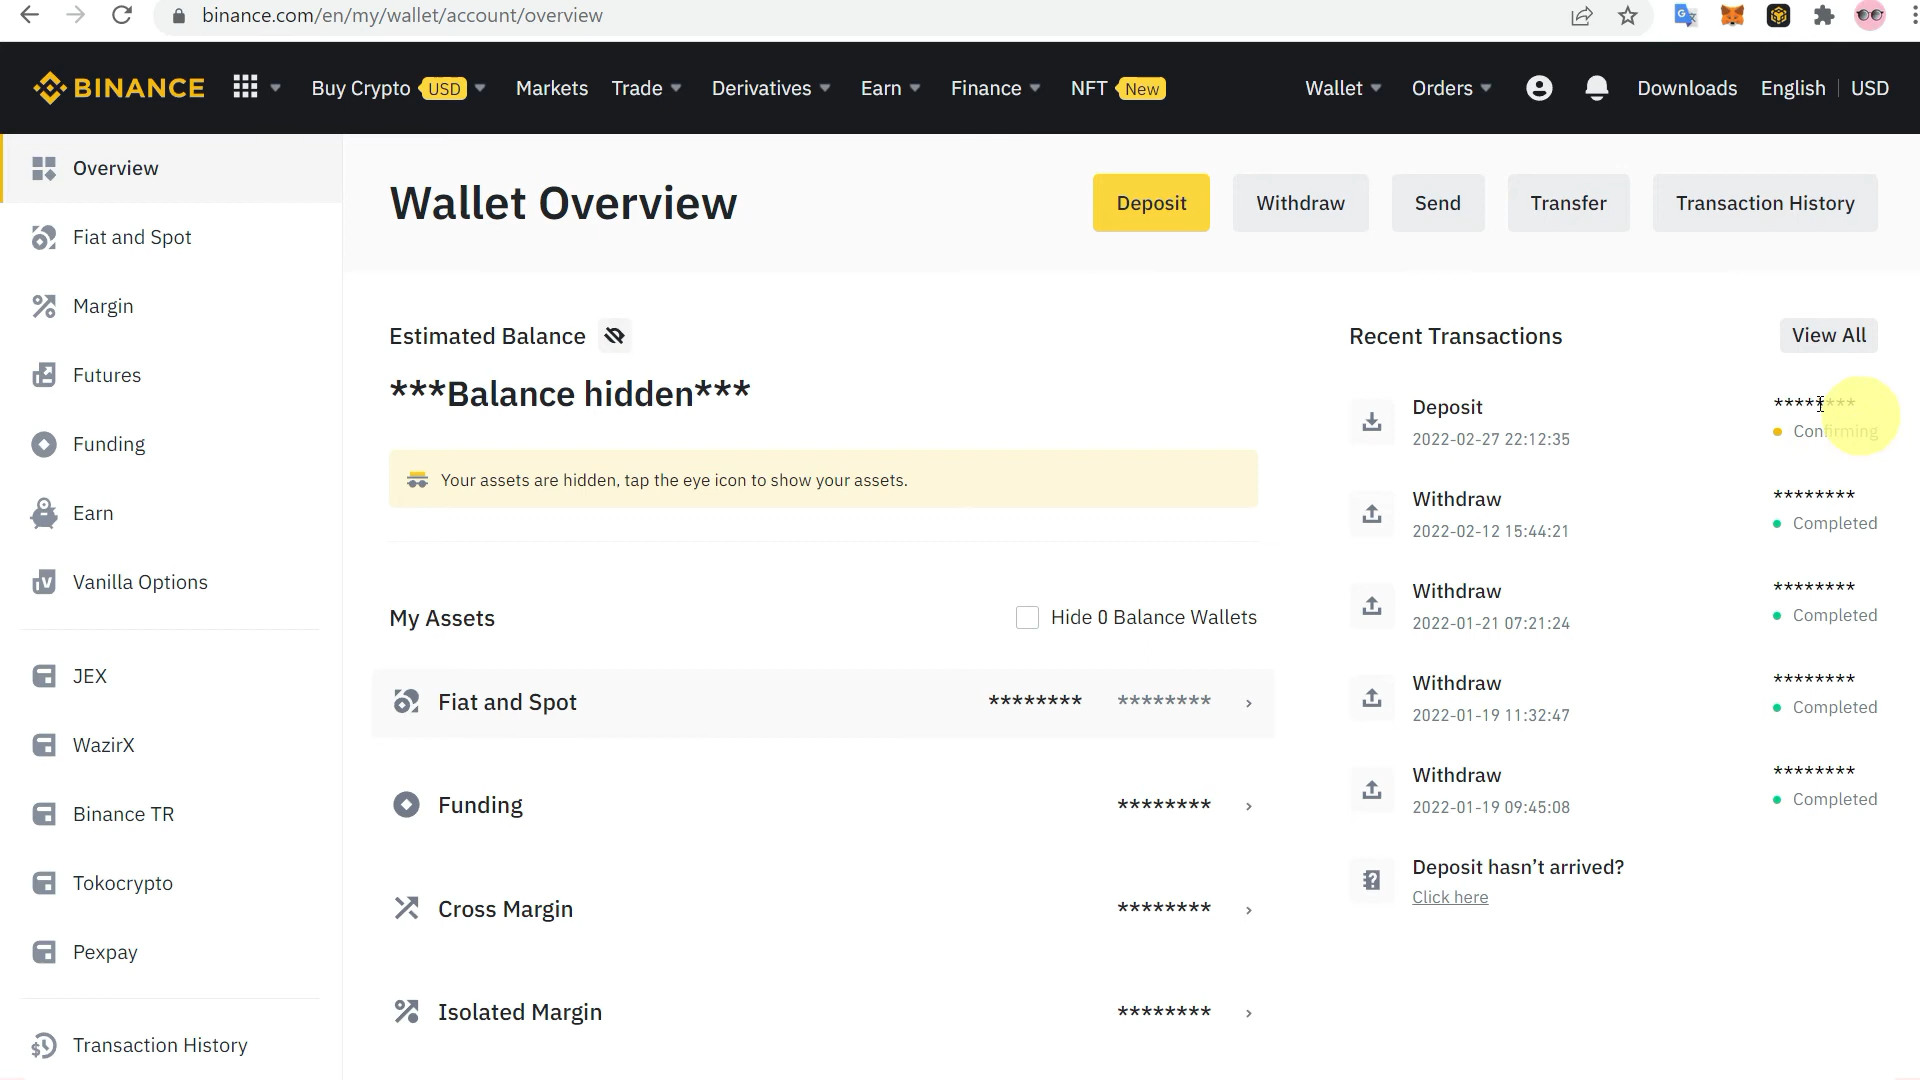 binance.com/en/my/wallet/account/overview
BINANCE Buy Crypto USD Markets Trade Derivatives Earn Finance NFT New Wallet Orders Downloads English USD
Overview
Fiat and Spot
Margin
Futures
Funding
Earn
Vanilla Options
JEX
WazirX
Binance TR
Tokocrypto
Pexpay
Transaction History
Wallet Overview
Deposit Withdraw Send Transfer Transaction History
Estimated Balance
***Balance hidden***
Your assets are hidden, tap the eye icon to show your assets.
My Assets Hide 0 Balance Wallets
Fiat and Spot ******** ********
Funding ********
Cross Margin ********
Isolated Margin ********
Recent Transactions View All
Deposit ********
2022-02-27 22:12:35 Confirming
Withdraw ********
2022-02-12 15:44:21 Completed
Withdraw ********
2022-01-21 07:21:24 Completed
Withdraw ********
2022-01-19 11:32:47 Completed
Withdraw ********
2022-01-19 09:45:08 Completed
Deposit hasn’t arrived?
Click here